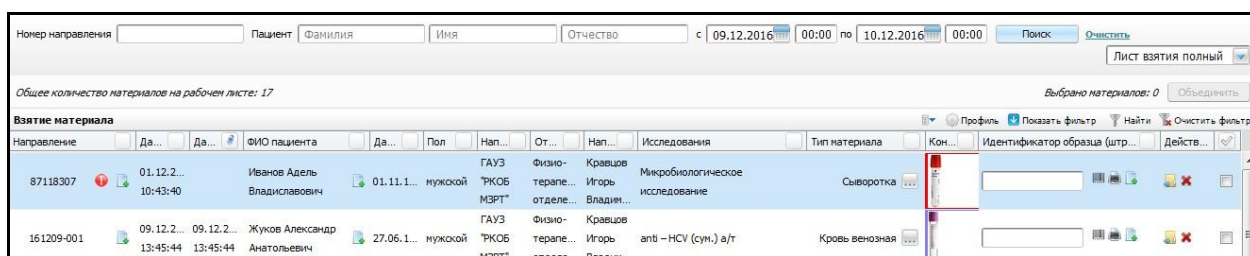 Номер направления Пациент Фамилия Имя Отчество с 09.12.2016 00:00 по 10.12.2016 00:00 Поиск Очистить
Лист взятия полный
Общее количество материалов на рабочем листе: 17 Выбрано материалов: 0 Объединить
Взятие материала Профиль Показать фильтр Найти Очистить фильтр
Направление Да... Да... ФИО пациента Да... Пол Нап... От... Нап... Исследования Тип материала Кон... Идентификатор образца (штр... Действ...
87118307 01.12.2... 10:43:40 Иванов Адель Владиславович 01.11.1... мужской ГАУЗ "РКОБ МЗРТ" Физио-терапе... отделе... Кравцов Игорь Владим... Микробиологическое исследование Сыворотка ...
161209-001 09.12.2... 13:45:44 09.12.2... 13:45:44 Жуков Александр Анатольевич 27.06.1... мужской ГАУЗ "РКОБ Физио-терапе... Кравцов Игорь anti – HCV (сум.) а/т Кровь венозная ...